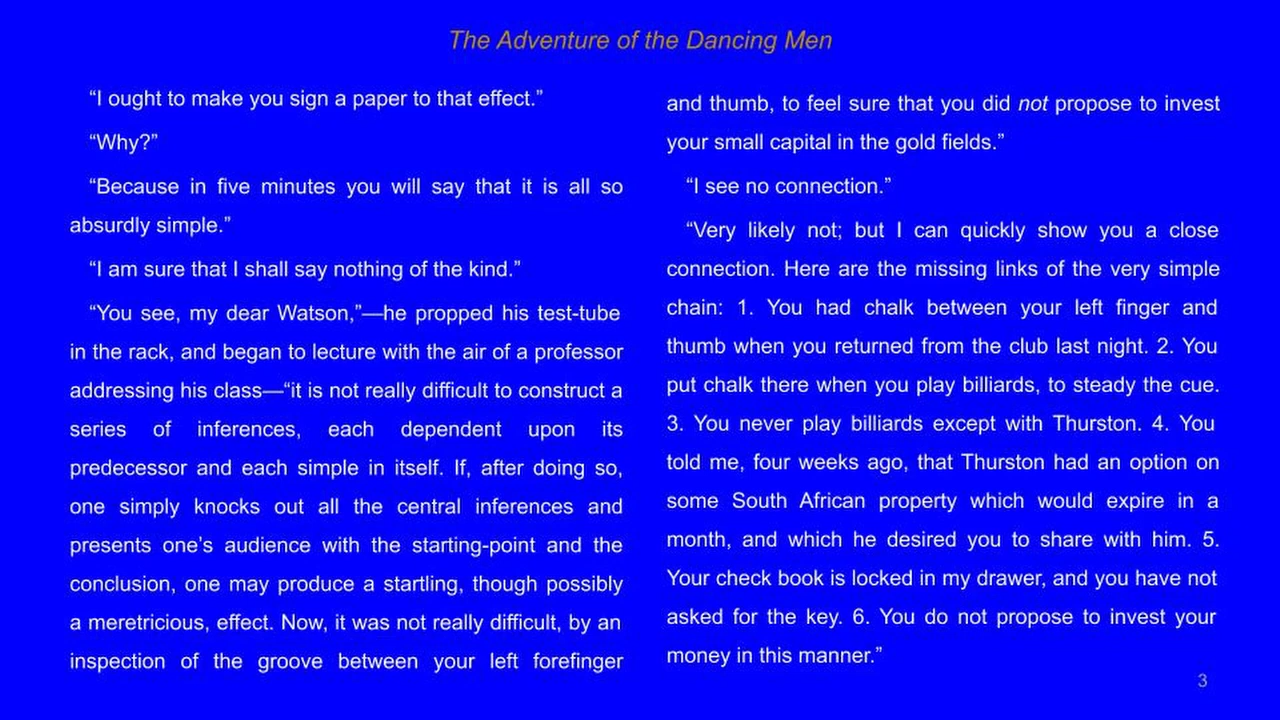 The Adventure of the Dancing Men
“I ought to make you sign a paper to that effect.”
“Why?”
“Because in five minutes you will say that it is all so
absurdly simple.”
“I am sure that I shall say nothing of the kind.”
“You see, my dear Watson,”—he propped his test-tube
in the rack, and began to lecture with the air of a professor
addressing his class—“it is not really difficult to construct a
series of inferences, each dependent upon its
predecessor and each simple in itself. If, after doing so,
one simply knocks out all the central inferences and
presents one’s audience with the starting-point and the
conclusion, one may produce a startling, though possibly
a meretricious, effect. Now, it was not really difficult, by an
inspection of the groove between your left forefinger
and thumb, to feel sure that you did not propose to invest
your small capital in the gold fields.”
“I see no connection.”
“Very likely not; but I can quickly show you a close
connection. Here are the missing links of the very simple
chain: 1. You had chalk between your left finger and
thumb when you returned from the club last night. 2. You
put chalk there when you play billiards, to steady the cue.
3. You never play billiards except with Thurston. 4. You
told me, four weeks ago, that Thurston had an option on
some South African property which would expire in a
month, and which he desired you to share with him. 5.
Your check book is locked in my drawer, and you have not
asked for the key. 6. You do not propose to invest your
money in this manner.”
3